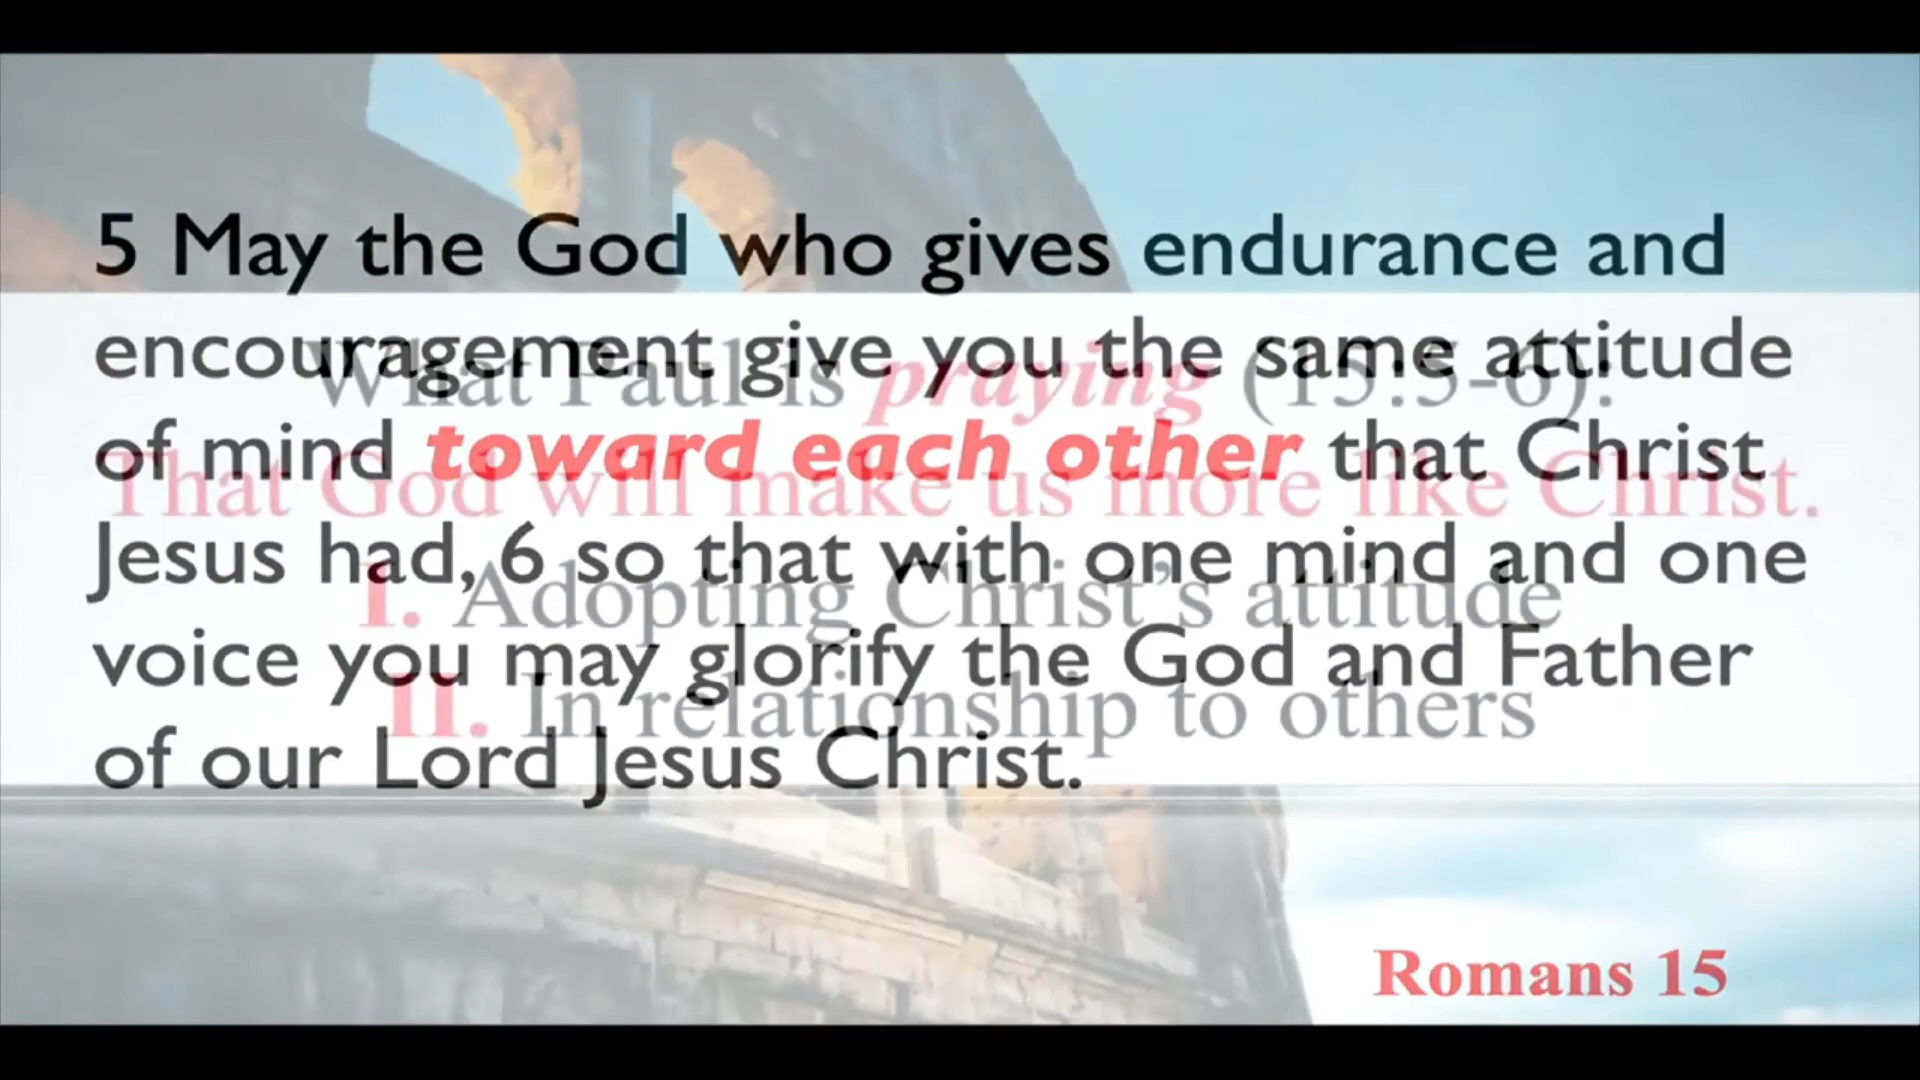 5 May the God who gives endurance and
encouragement give you the same attitude
of mind toward each other that Christ
Jesus had, 6 so that with one mind and one
voice you may glorify the God and Father
of our Lord Jesus Christ.
What Paul is praying (15:5-6):
That God will make us more like Christ.
I. Adopting Christ's attitude
II. In relationship to others
Romans 15